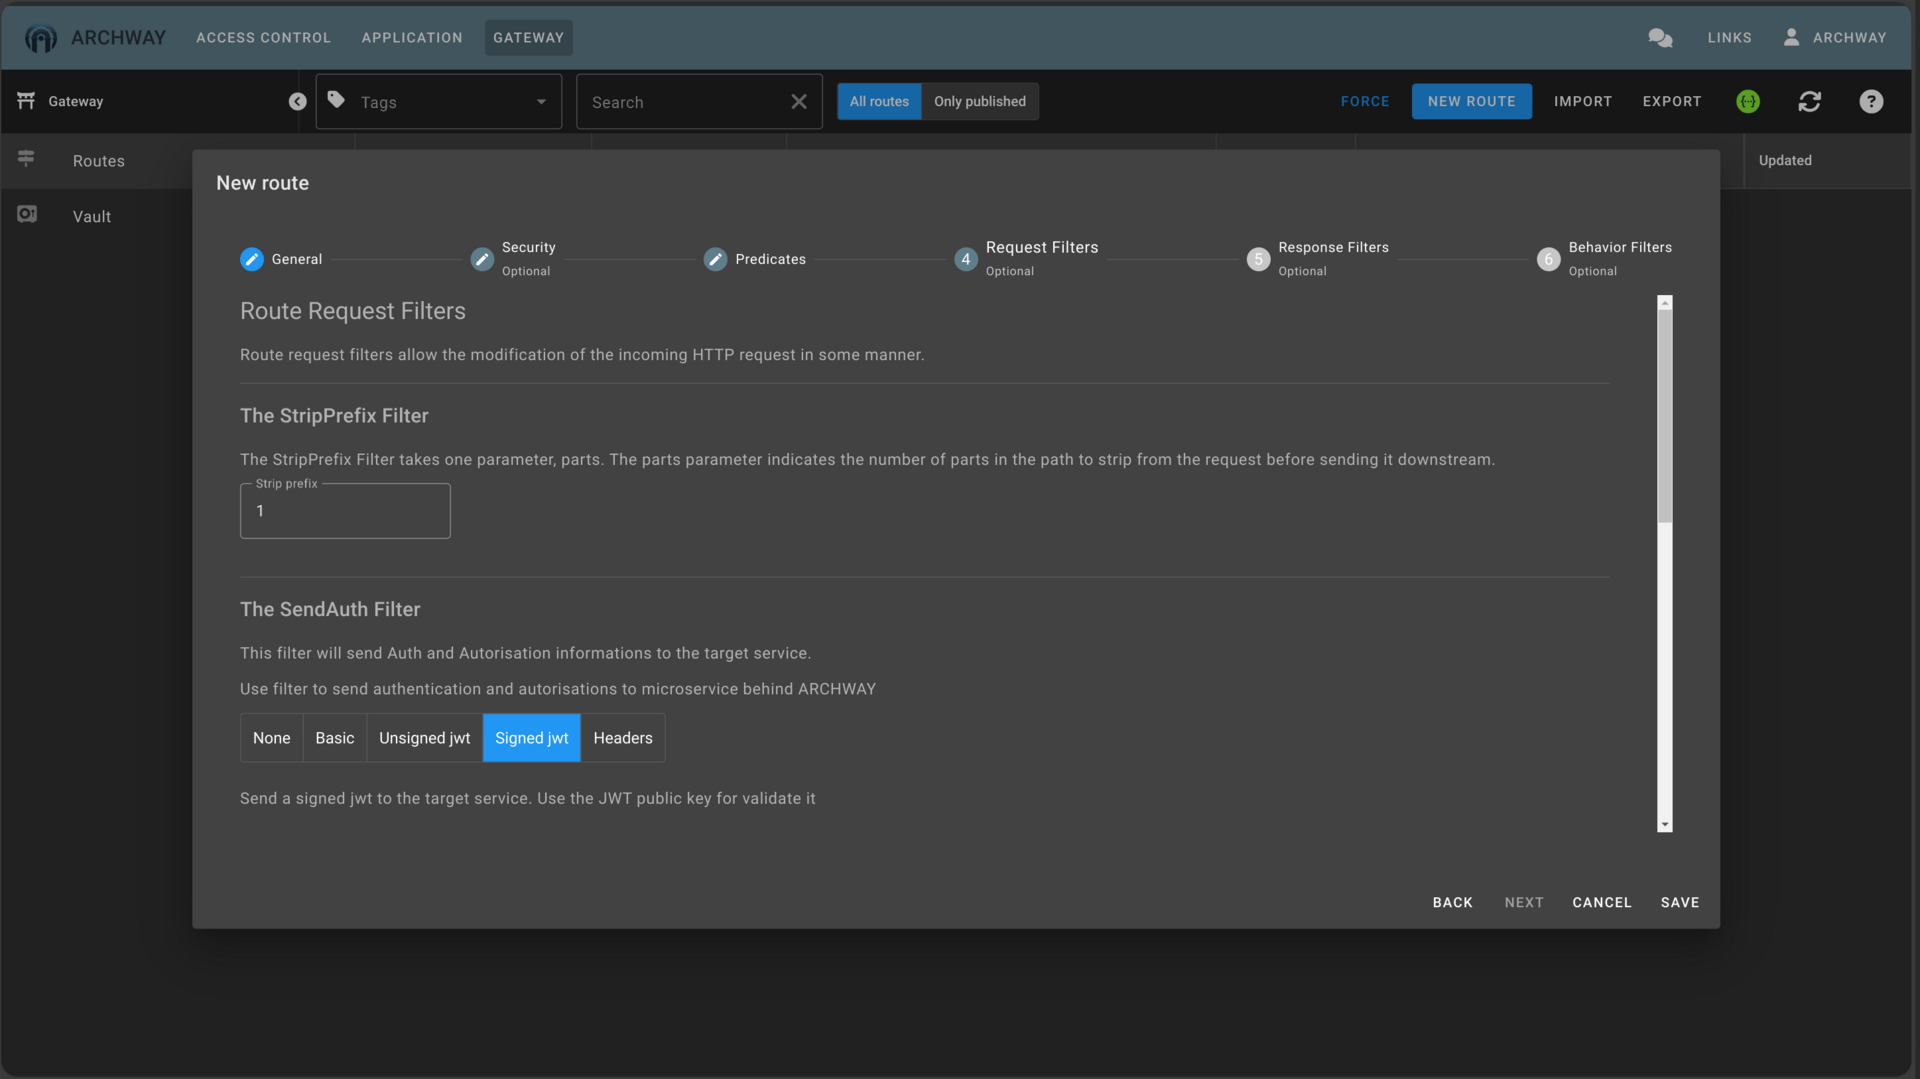 ARCHWAY ACCESS CONTROL APPLICATION GATEWAY LINKS ARCHWAY
Gateway Tags Search All routes Only published FORCE NEW ROUTE IMPORT EXPORT
Routes
Updated
Vault
New route
General
Security
Optional
Predicates
4
Request Filters
Optional
5
Response Filters
Optional
6
Behavior Filters
Optional
Route Request Filters
Route request filters allow the modification of the incoming HTTP request in some manner.
The StripPrefix Filter
The StripPrefix Filter takes one parameter, parts. The parts parameter indicates the number of parts in the path to strip from the request before sending it downstream.
Strip prefix
1
The SendAuth Filter
This filter will send Auth and Autorisation informations to the target service.
Use filter to send authentication and autorisations to microservice behind ARCHWAY
None Basic Unsigned jwt Signed jwt Headers
Send a signed jwt to the target service. Use the JWT public key for validate it
BACK NEXT CANCEL SAVE